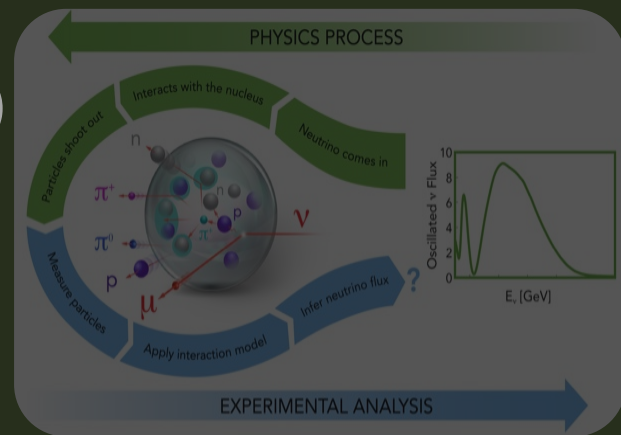 PHYSICS PROCESS
Interacts with the nucleus
Particles shoot out
Neutrino comes in
n
π⁺
n
p
π
ν
π⁰
p
μ
Measure particles
Apply interaction model
Infer neutrino flux
?
Oscillated ν Flux
10
8
6
4
2
0
Eᵥ [GeV]
EXPERIMENTAL ANALYSIS